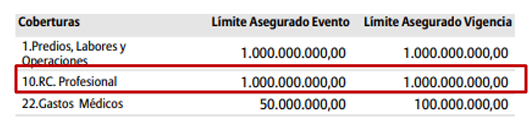 Coberturas Límite Asegurado Evento Límite Asegurado Vigencia
1.Predios, Labores y
Operaciones 1.000.000.000,00 1.000.000.000,00
10.RC. Profesional 1.000.000.000,00 1.000.000.000,00
22.Gastos Médicos 50.000.000,00 100.000.000,00